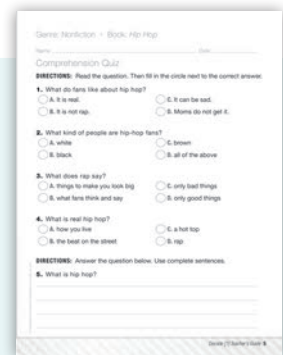 Genre: Nonfiction • Book: Hip Hop
Name Date
Comprehension Quiz
DIRECTIONS: Read the question. Then fill in the circle next to the correct answer.
1. What do fans like about hip hop?
A. It is real. C. It can be sad.
B. It is not rap. D. Moms do not get it.
2. What kind of people are hip-hop fans?
A. white C. brown
B. black D. all of the above
3. What does rap say?
A. things to make you look big C. only bad things
B. what fans think and say D. only good things
4. What is real hip hop?
A. how you live C. a hot top
B. the beat on the street D. rap
DIRECTIONS: Answer the question below. Use complete sentences.
5. What is hip hop?
Teacher's Guide